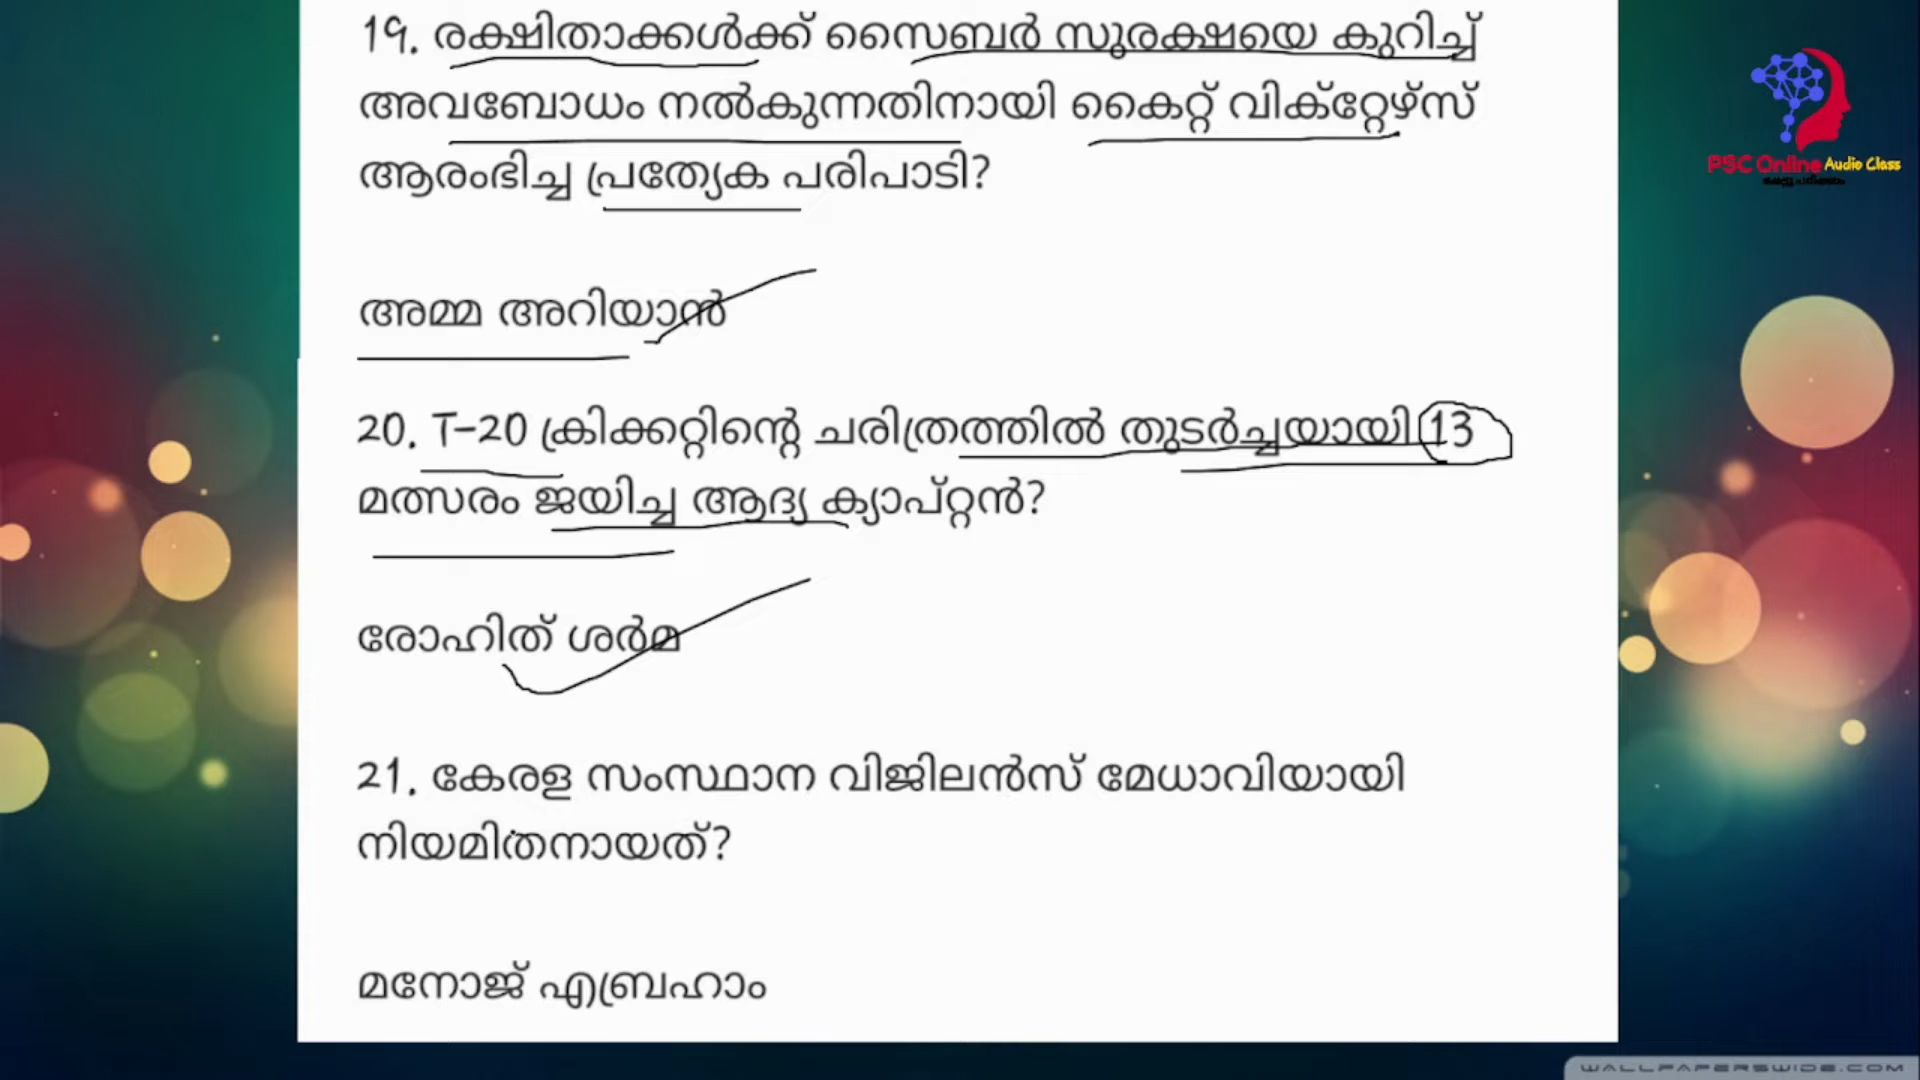 19. രക്ഷിതാക്കൾക്ക് സൈബർ സുരക്ഷയെ കുറിച്ച്
അവബോധം നൽകുന്നതിനായി കൈറ്റ് വിക്റ്റേഴ്സ്
ആരംഭിച്ച പ്രത്യേക പരിപാടി?
PSC Online Audio Class
അമ്മ അറിയാൻ
20. T-20 ക്രിക്കറ്റിന്റെ ചരിത്രത്തിൽ തുടർച്ചയായി 13
മത്സരം ജയിച്ച ആദ്യ ക്യാപ്റ്റൻ?
രോഹിത് ശർമ
21. കേരള സംസ്ഥാന വിജിലൻസ് മേധാവിയായി
നിയമിതനായത്?
മനോജ് എബ്രഹാം
WALLPAPERSWIDE.COM